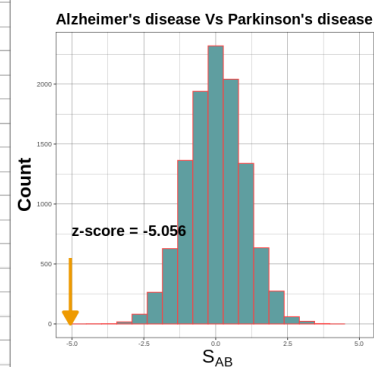 Alzheimer's disease Vs Parkinson's disease
2000
1500
1000
500
0
Count
z-score = -5.056
-5.0 -2.5 0.0 2.5 5.0
S_AB